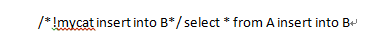 /*!mycat insert into B*/ select * from A insert into B↵